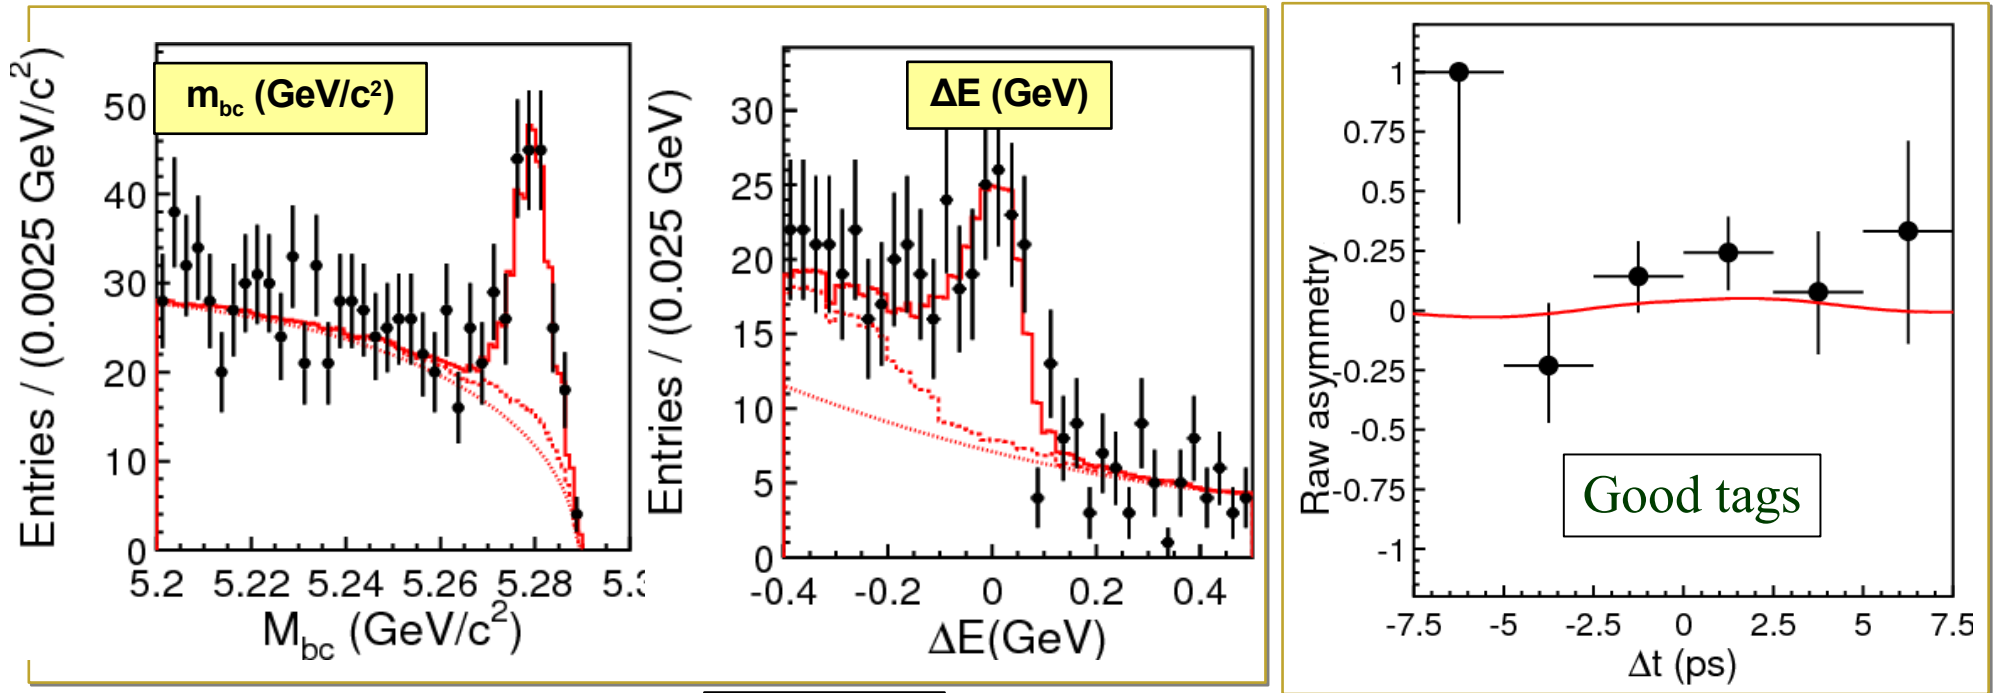 m_bc (GeV/c²)
Entries / (0.0025 GeV/c²)
50
40
30
20
10
0
5.2 5.22 5.24 5.26 5.28 5.3
M_bc (GeV/c²)
ΔE (GeV)
Entries / (0.025 GeV)
30
25
20
15
10
5
0
-0.4 -0.2 0 0.2 0.4
ΔE(GeV)
Raw asymmetry
1
0.75
0.5
0.25
0
-0.25
-0.5
-0.75
-1
Good tags
-7.5 -5 -2.5 0 2.5 5 7.5
Δt (ps)